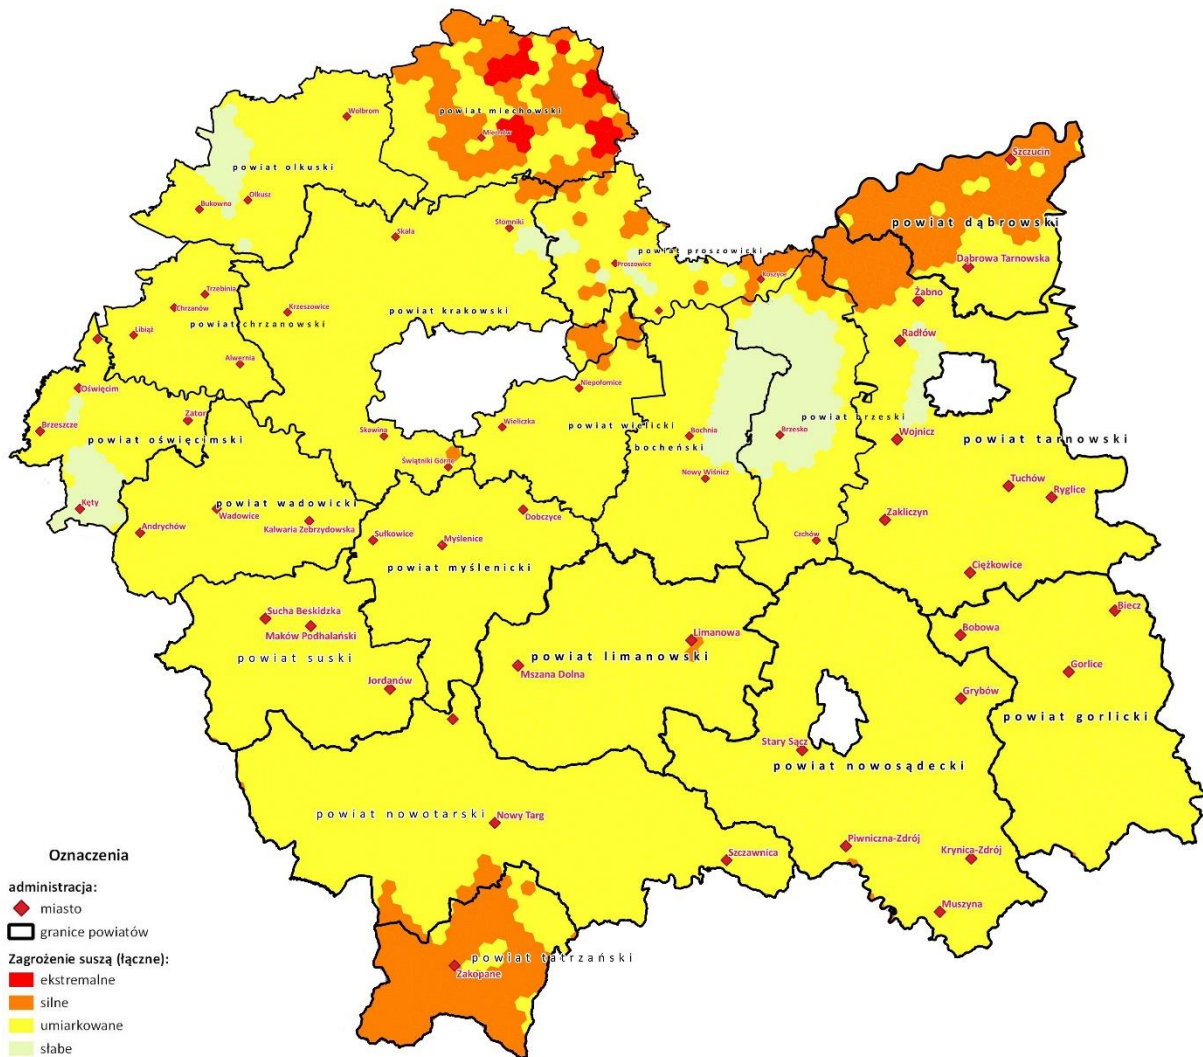 Wolbrom
powiat miechowski
Miechów
Szczucin
powiat olkuski
Olkusz
Bukowno
powiat dąbrowski
Słomniki
Skała
powiat proszowicki
Proszowice
Dąbrowa Tarnowska
Koszyce
Trzebinia
Żabno
Chrzanów
Krzeszowice
powiat krakowski
powiat chrzanowski
Libiąż
Radłów
Alwernia
Oświęcim
Niepołomice
Zator
Brzeszcze
powiat oświęcimski
Wieliczka
powiat wielicki
powiat brzeski
Skawina
Bochnia
Brzesko
Wojnicz
powiat tarnowski
bocheński
Świątniki Górne
Nowy Wiśnicz
Tuchów
Ryglice
Kęty
powiat wadowicki
Wadowice
Dobczyce
Andrychów
Kalwaria Zebrzydowska
Zakliczyn
Sułkowice
Myślenice
Czchów
powiat myślenicki
Ciężkowice
Sucha Beskidzka
Biecz
Maków Podhalański
Limanowa
Bobowa
powiat suski
powiat limanowski
Mszana Dolna
Gorlice
Jordanów
Grybów
powiat gorlicki
Stary Sącz
powiat nowosądecki
powiat nowotarski
Nowy Targ
Piwniczna-Zdrój
Krynica-Zdrój
Szczawnica
Muszyna
powiat tatrzański
Zakopane
Oznaczenia
administracja:
miasto
granice powiatów
Zagrożenie suszą (łączne):
ekstremalne
silne
umiarkowane
słabe